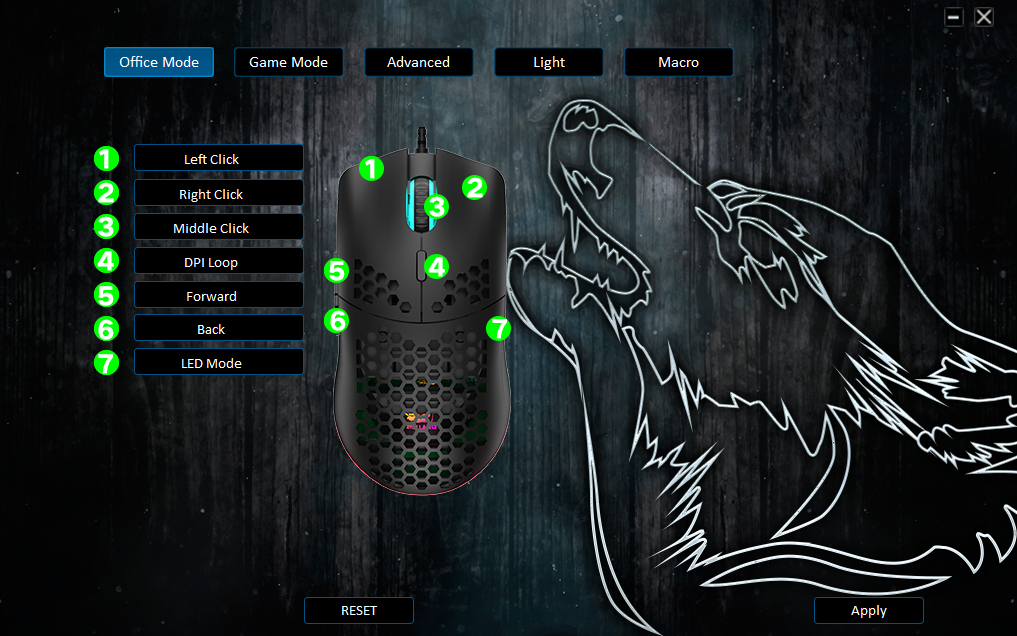 Office Mode
Game Mode
Advanced
Light
Macro
1 Left Click
2 Right Click
3 Middle Click
4 DPI Loop
5 Forward
6 Back
7 LED Mode
1
2
3
4
5
6
7
RESET
Apply